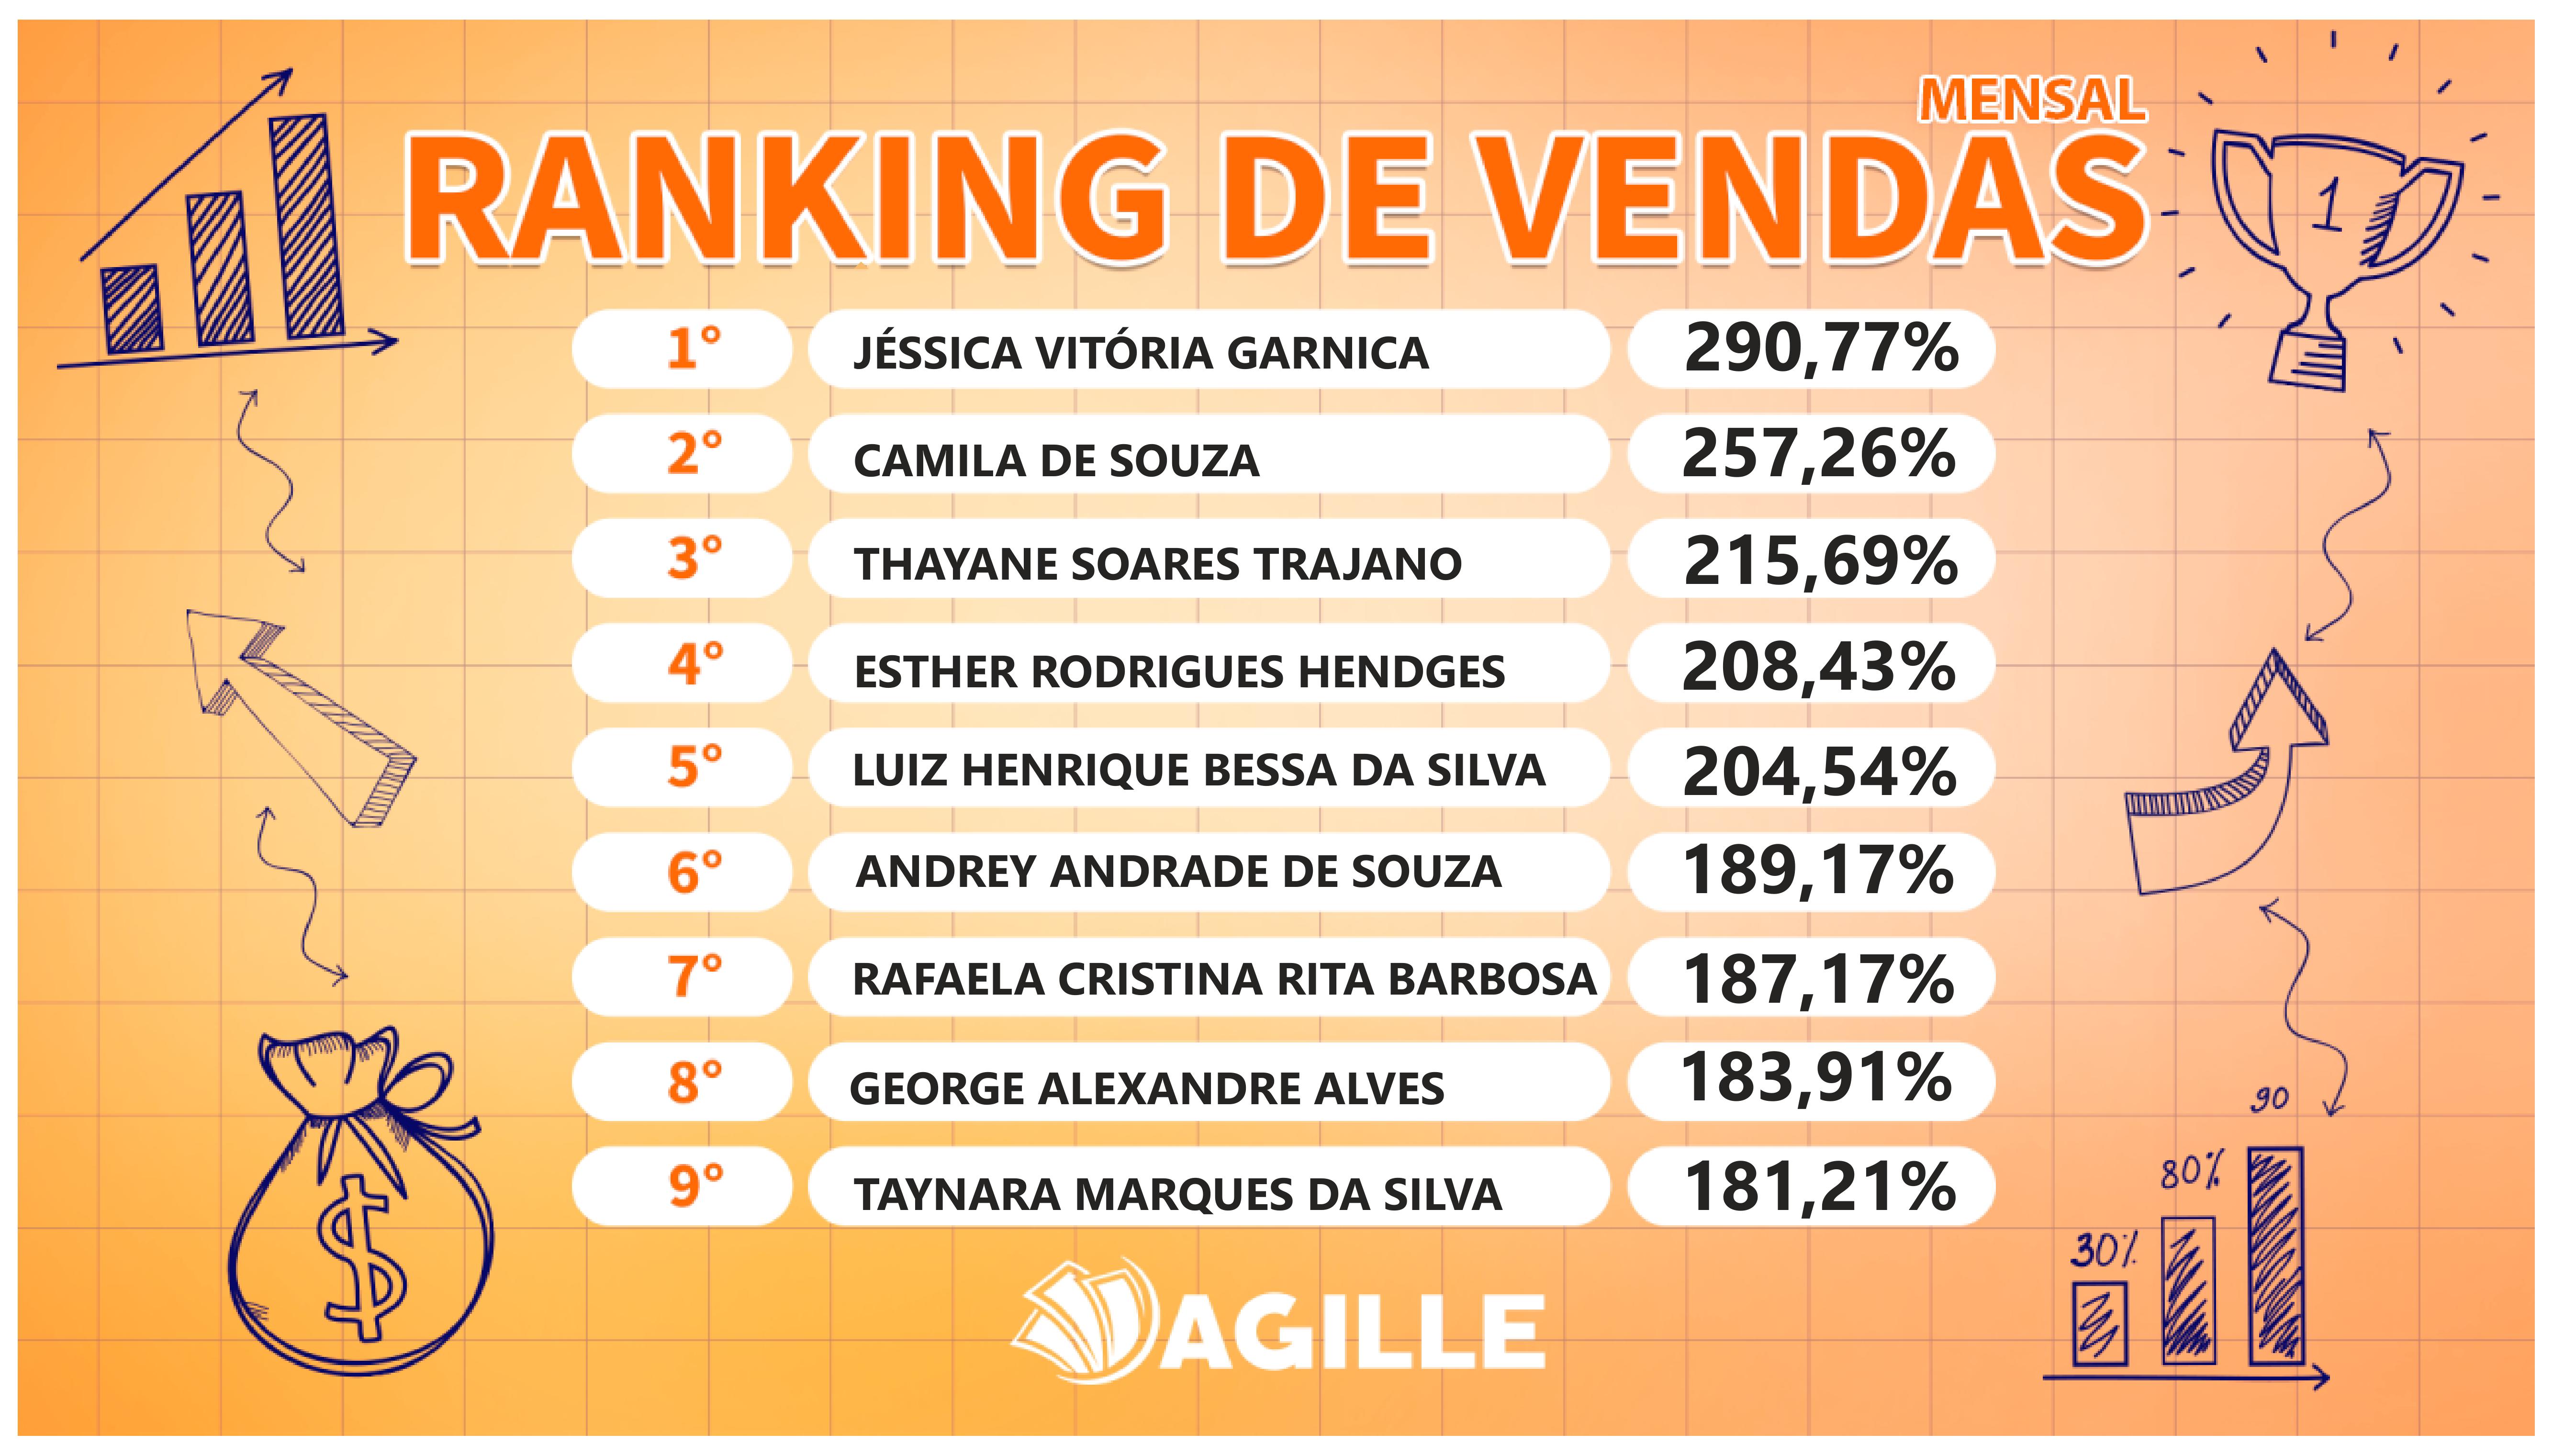 MENSAL
RANKING DE VENDAS
1
1° JÉSSICA VITÓRIA GARNICA 290,77%
2° CAMILA DE SOUZA 257,26%
3° THAYANE SOARES TRAJANO 215,69%
4° ESTHER RODRIGUES HENDGES 208,43%
5° LUIZ HENRIQUE BESSA DA SILVA 204,54%
6° ANDREY ANDRADE DE SOUZA 189,17%
7° RAFAELA CRISTINA RITA BARBOSA 187,17%
8° GEORGE ALEXANDRE ALVES 183,91%
9° TAYNARA MARQUES DA SILVA 181,21%
$
30% 80% 90
AGILLE